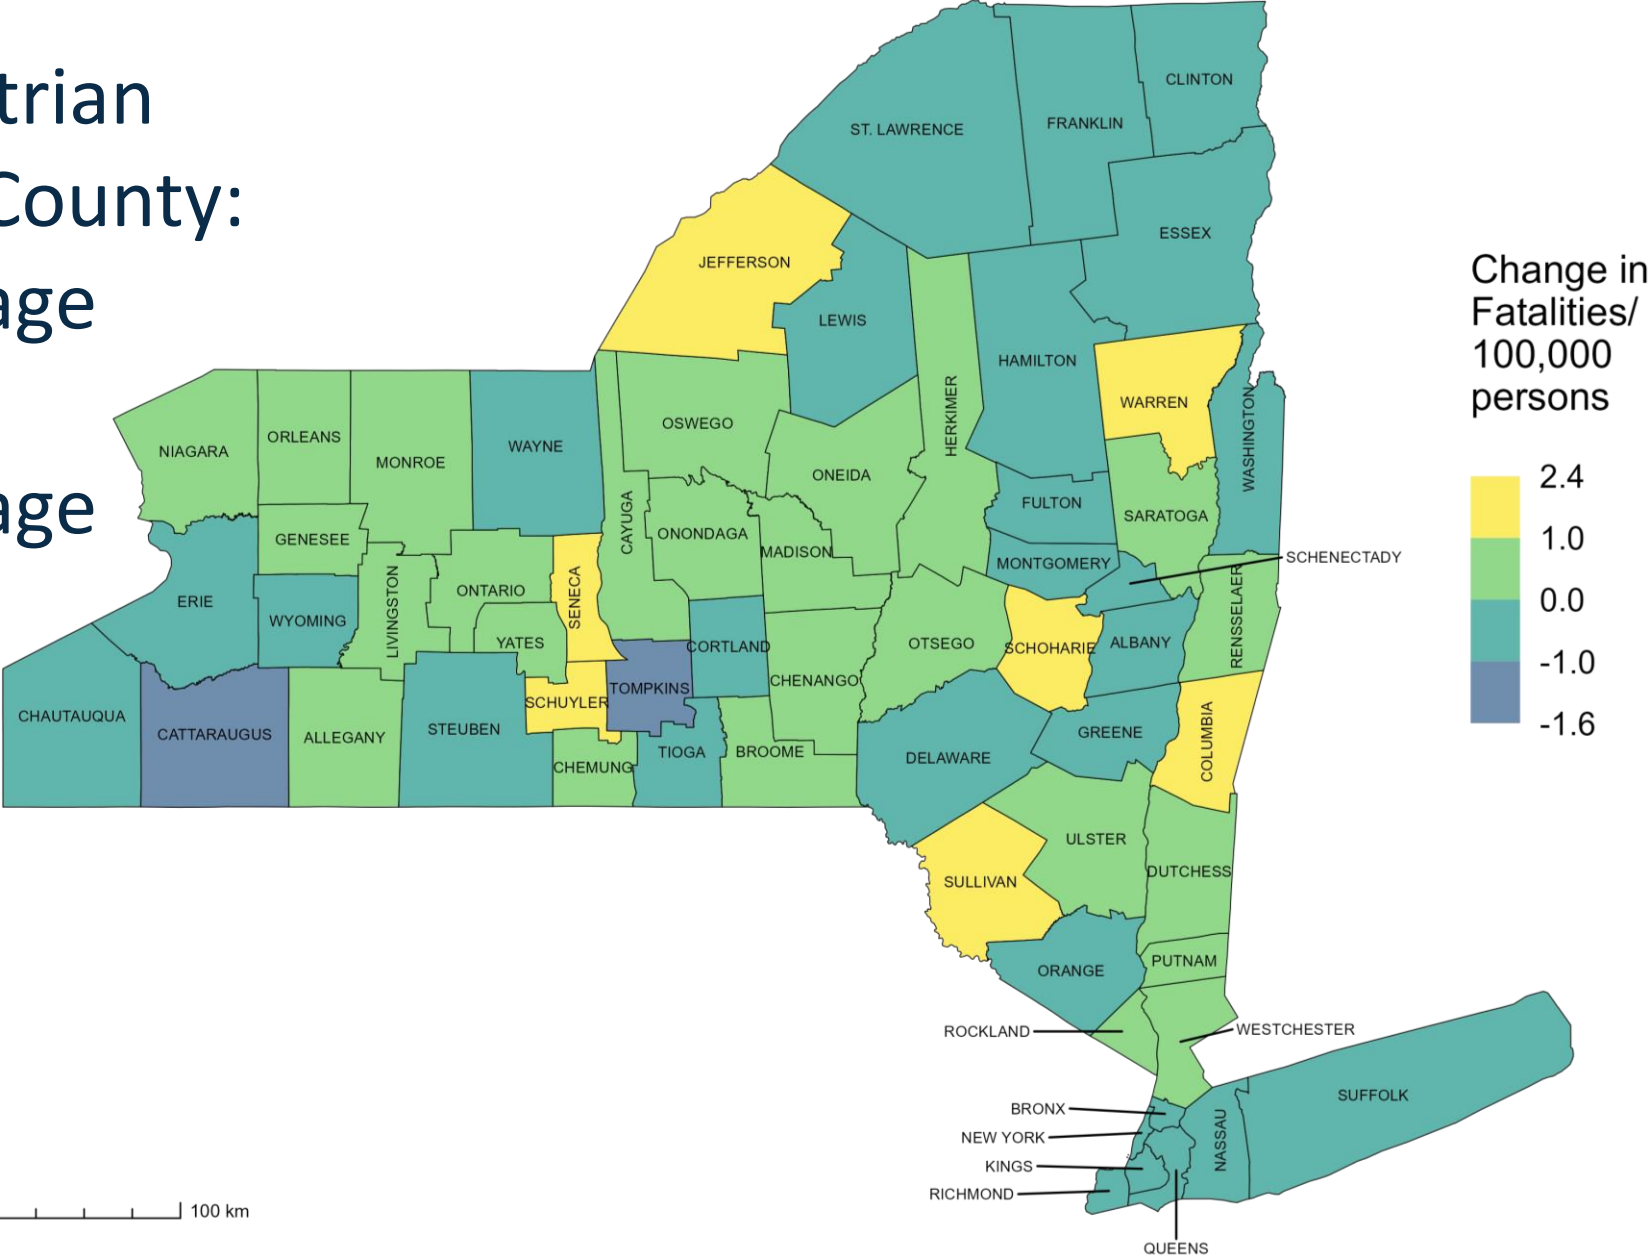 trian
County:
age
age
CLINTON
ST. LAWRENCE
FRANKLIN
ESSEX
JEFFERSON
LEWIS
HAMILTON
HERKIMER
WARREN
WASHINGTON
NIAGARA
ORLEANS
MONROE
WAYNE
OSWEGO
ONEIDA
CAYUGA
FULTON
SARATOGA
GENESEE
ONONDAGA
MADISON
MONTGOMERY
SCHENECTADY
ERIE
WYOMING
LIVINGSTON
ONTARIO
SENECA
YATES
CORTLAND
OTSEGO
SCHOHARIE
ALBANY
RENSSELAER
CHAUTAUQUA
CATTARAUGUS
ALLEGANY
STEUBEN
SCHUYLER
TOMPKINS
CHENANGO
CHEMUNG
TIOGA
BROOME
DELAWARE
GREENE
COLUMBIA
ULSTER
DUTCHESS
SULLIVAN
ORANGE
PUTNAM
ROCKLAND
WESTCHESTER
BRONX
NEW YORK
KINGS
RICHMOND
QUEENS
NASSAU
SUFFOLK
Change in
Fatalities/
100,000
persons
2.4
1.0
0.0
-1.0
-1.6
100 km